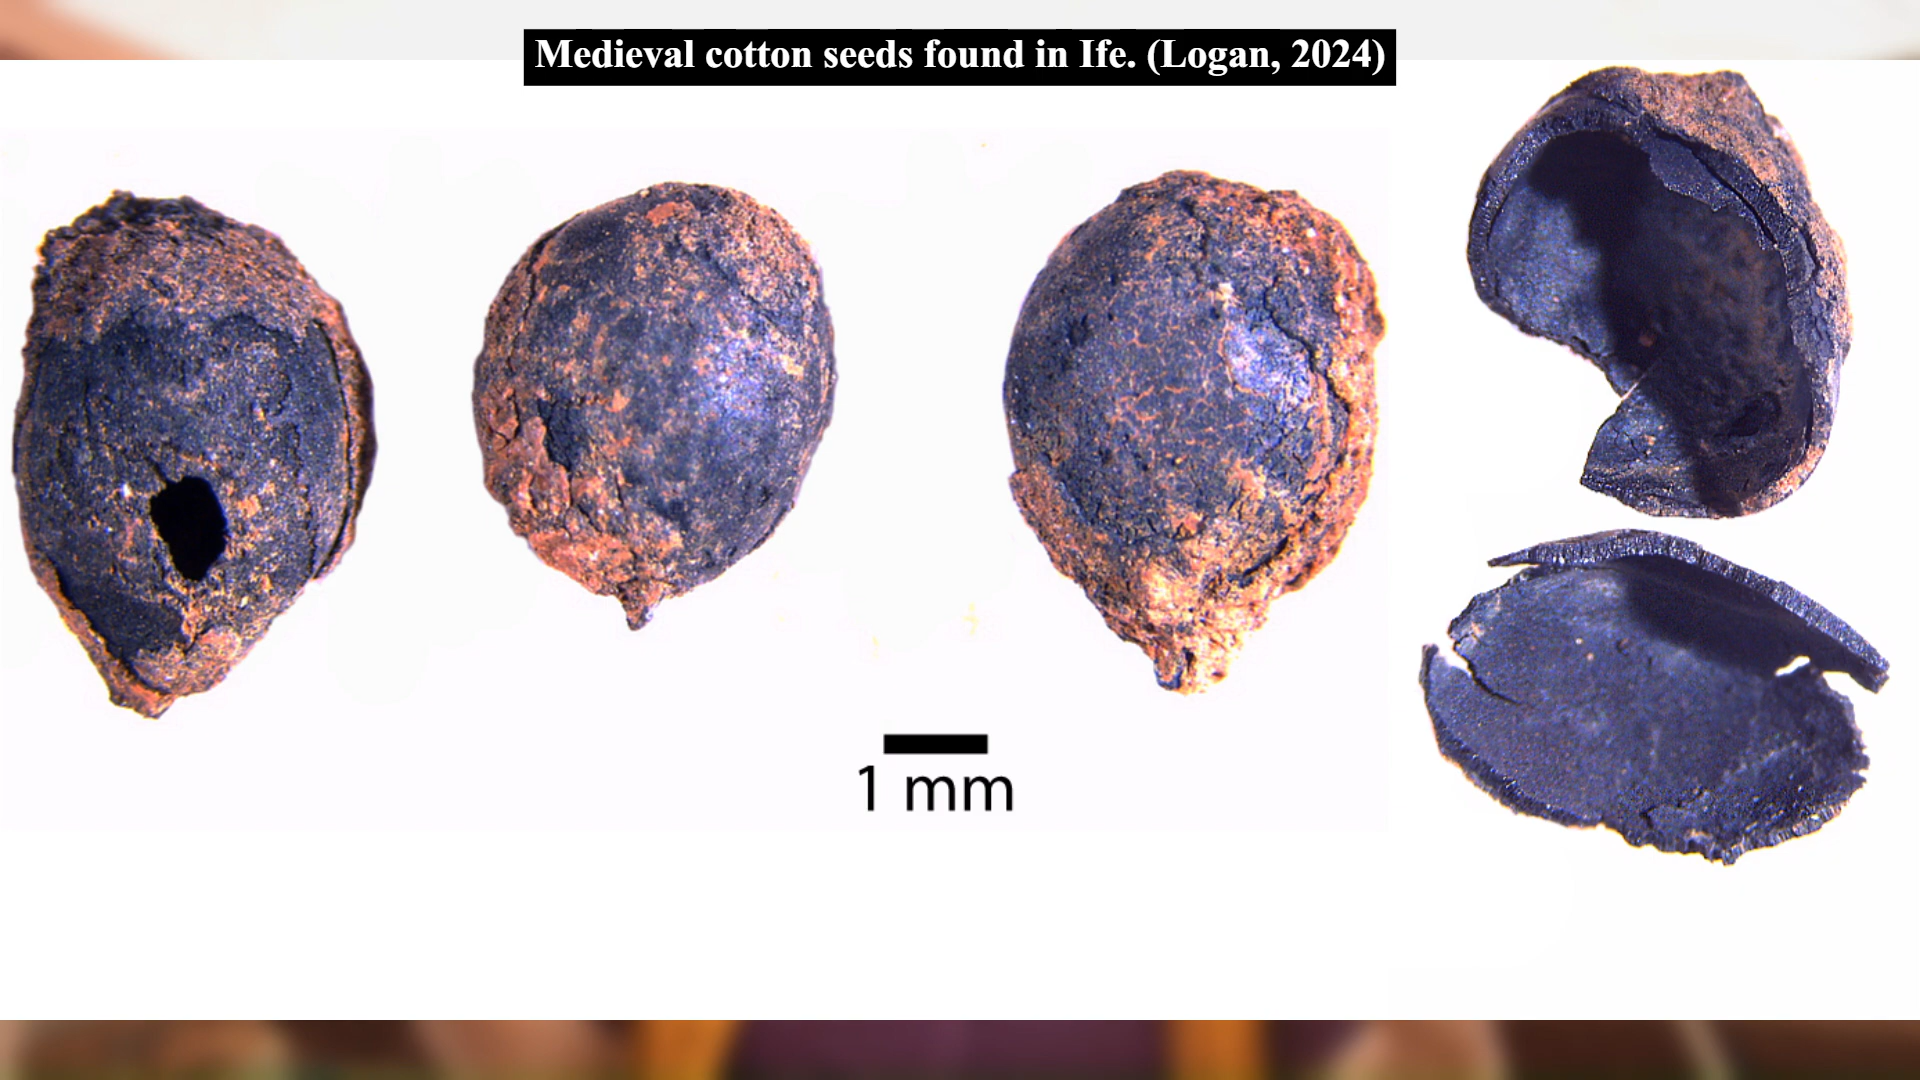 Medieval cotton seeds found in Ife. (Logan, 2024)
1 mm